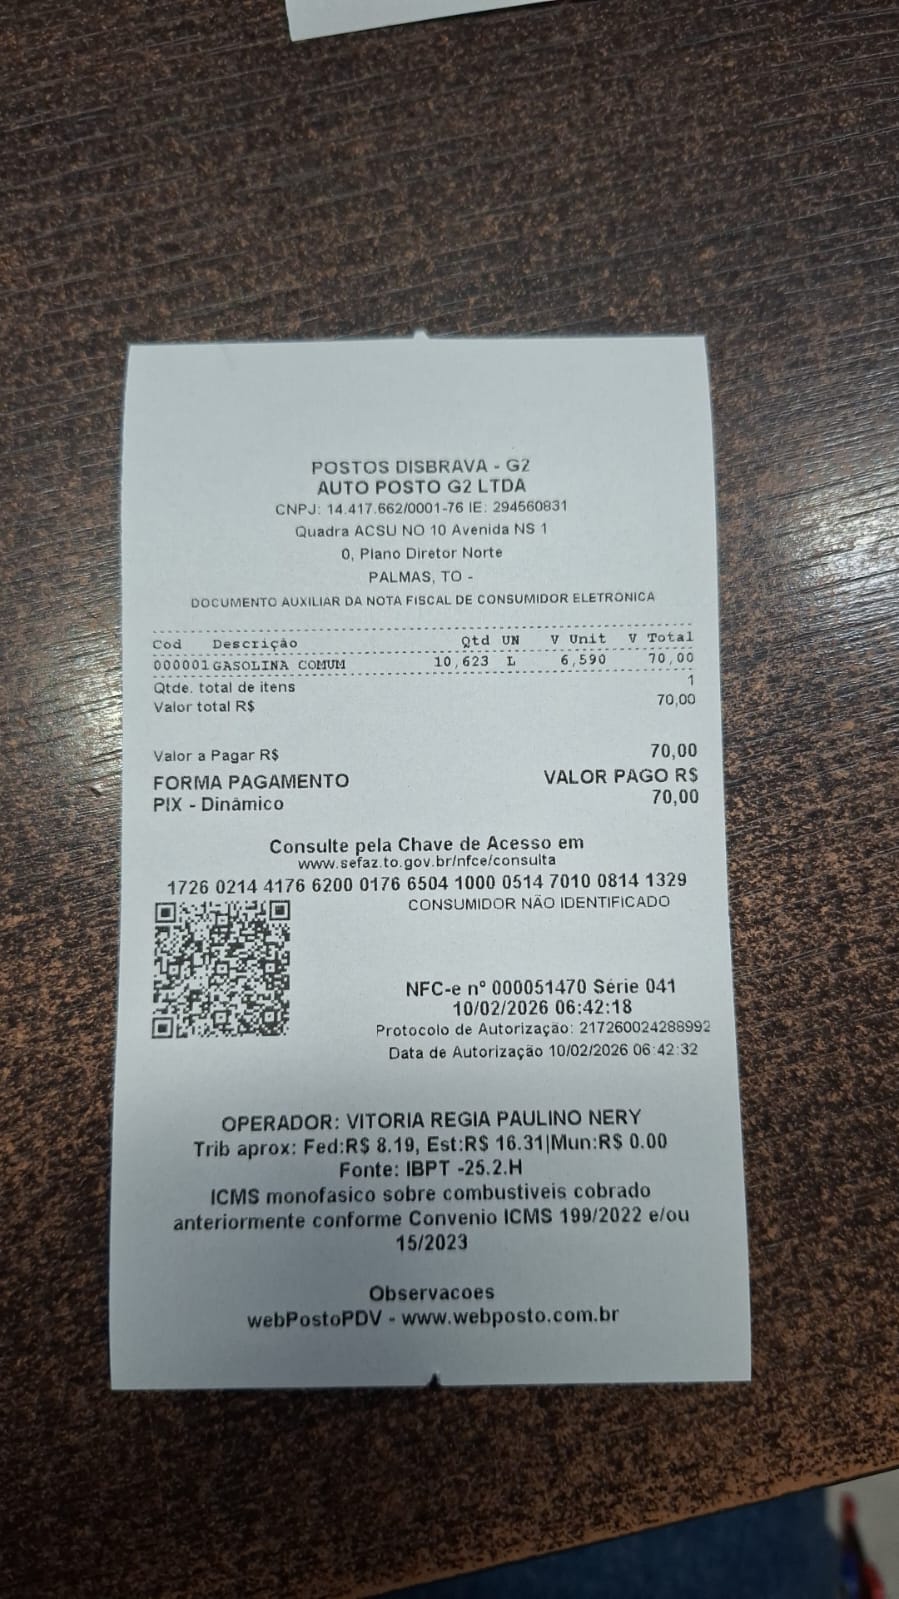 POSTOS DISBRAVA - G2
AUTO POSTO G2 LTDA
CNPJ: 14.417.662/0001-76 IE: 294560831
Quadra ACSU NO 10 Avenida NS 1
0, Plano Diretor Norte
PALMAS, TO -
DOCUMENTO AUXILIAR DA NOTA FISCAL DE CONSUMIDOR ELETRONICA
Cod Descrição Qtd UN V Unit V Total
000001 GASOLINA COMUM 10,623 L 6,590 70,00
Qtde. total de itens 1
Valor total R$ 70,00
Valor a Pagar R$ 70,00
FORMA PAGAMENTO VALOR PAGO R$
PIX - Dinâmico 70,00
Consulte pela Chave de Acesso em
www.sefaz.to.gov.br/nfce/consulta
1726 0214 4176 6200 0176 6504 1000 0514 7010 0814 1329
CONSUMIDOR NÃO IDENTIFICADO
NFC-e nº 000051470 Série 041
10/02/2026 06:42:18
Protocolo de Autorização: 217260024288992
Data de Autorização 10/02/2026 06:42:32
OPERADOR: VITORIA REGIA PAULINO NERY
Trib aprox: Fed:R$ 8.19, Est:R$ 16.31|Mun:R$ 0.00
Fonte: IBPT -25.2.H
ICMS monofasico sobre combustiveis cobrado
anteriormente conforme Convenio ICMS 199/2022 e/ou
15/2023
Observacoes
webPostoPDV - www.webposto.com.br